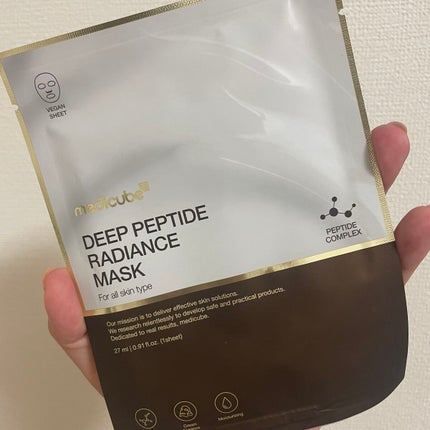 VEGAN
SHEET
medicube
DEEP PEPTIDE
RADIANCE
MASK
For all skin type
PEPTIDE
COMPLEX
Our mission is to deliver effective skin solutions.
We research relentlessly to develop safe and practical products.
Dedicated to real results, medicube.
27 ml | 0.91 fl.oz. (1sheet)
Moisturizing